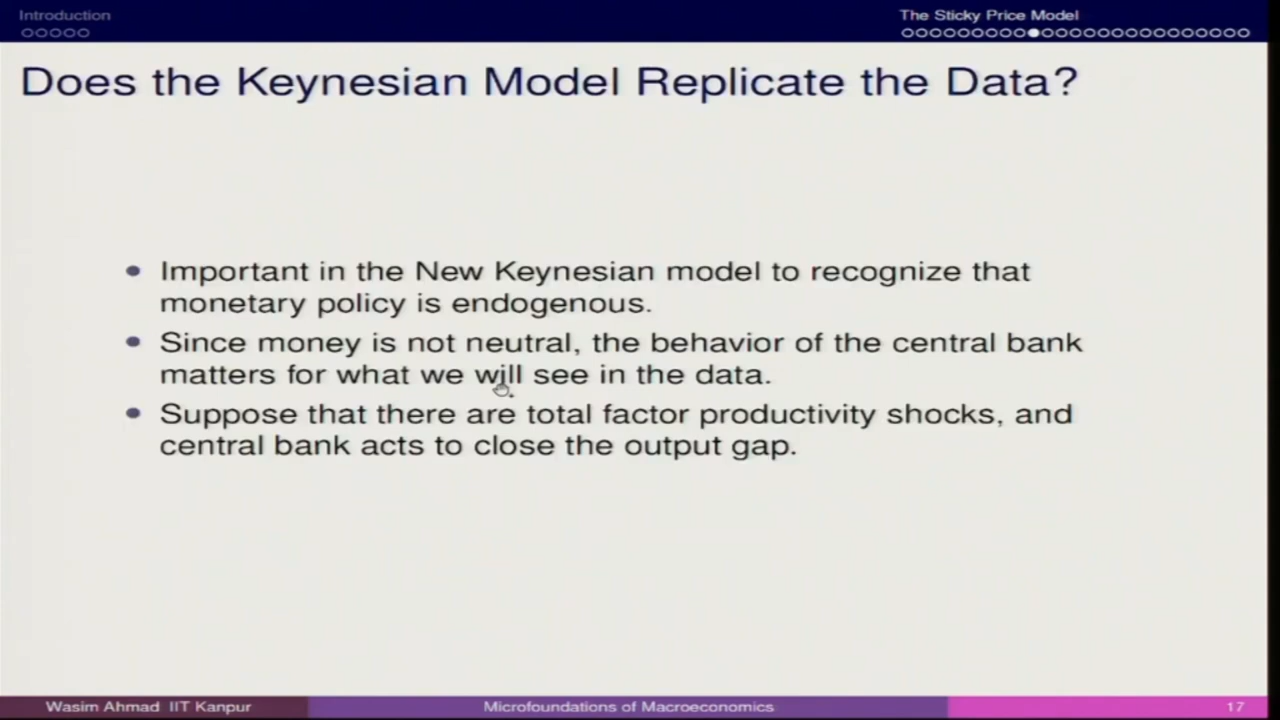 Introduction
The Sticky Price Model
Does the Keynesian Model Replicate the Data?
Important in the New Keynesian model to recognize that
monetary policy is endogenous.
Since money is not neutral, the behavior of the central bank
matters for what we will see in the data.
Suppose that there are total factor productivity shocks, and
central bank acts to close the output gap.
Wasim Ahmad IIT Kanpur
Microfoundations of Macroeconomics
17